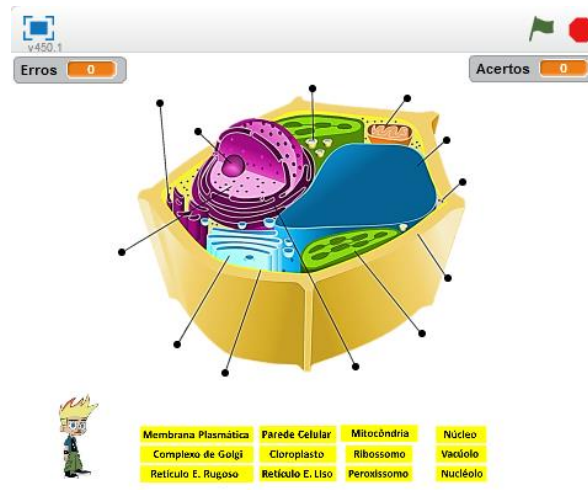 v450.1
Erros 0
Acertos 0
Membrana Plasmática Parede Celular Mitocôndria Núcleo
Complexo de Golgi Cloroplasto Ribossomo Vacúolo
Retículo E. Rugoso Retículo E. Liso Peroxissomo Nucléolo